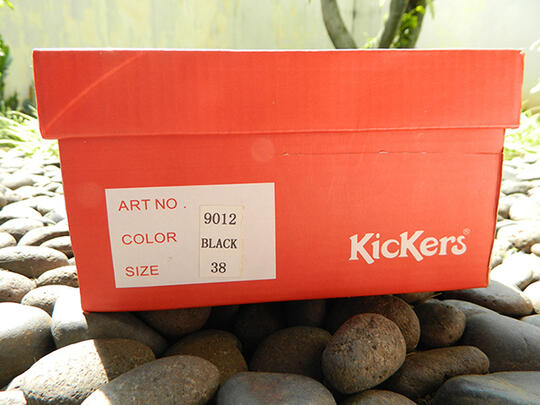 ART NO . 9012
COLOR BLACK
SIZE 38
KicKers®